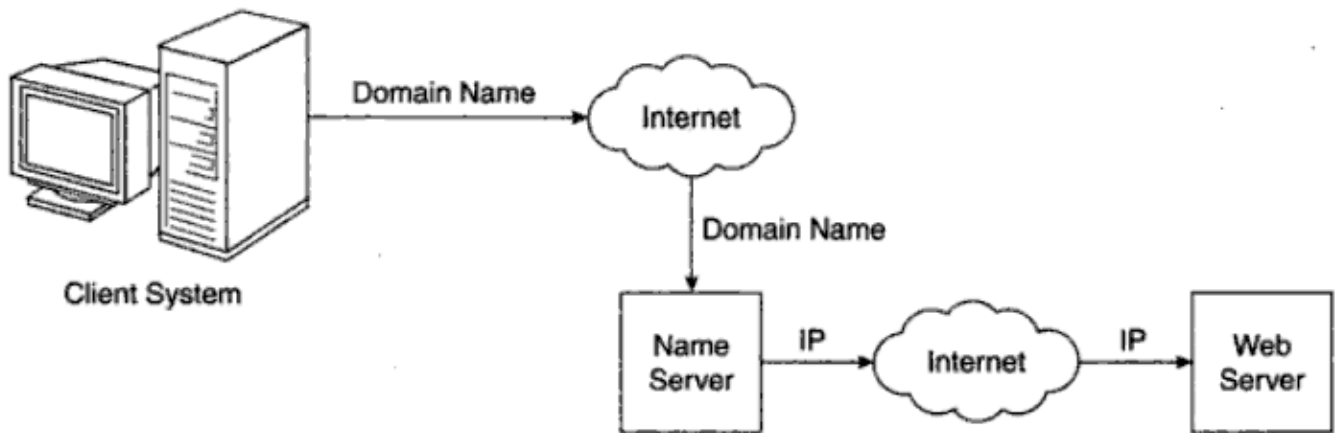 Domain Name
Internet
Domain Name
Client System
Name
Server
IP
Internet
IP
Web
Server